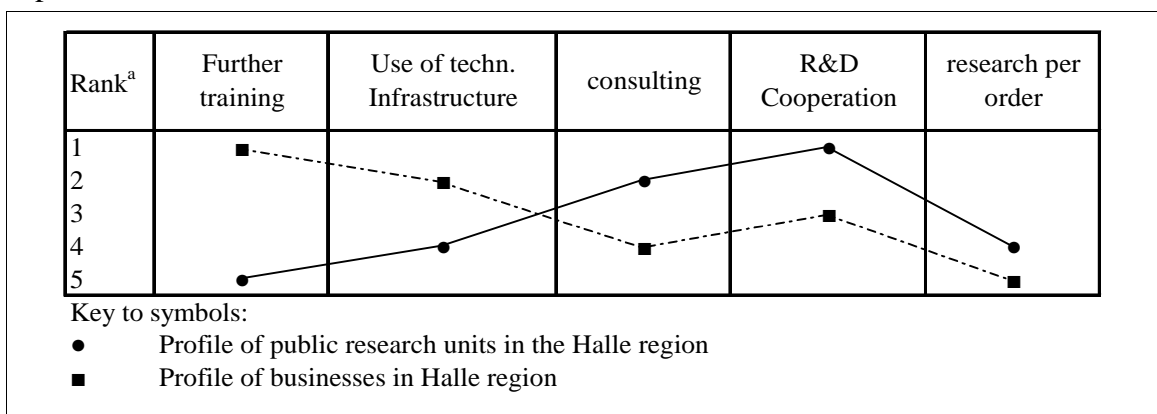 Rankᵃ
Further
training
Use of techn.
Infrastructure
consulting
R&D
Cooperation
research per
order
1
2
3
4
5
Key to symbols:
● Profile of public research units in the Halle region
■ Profile of businesses in Halle region